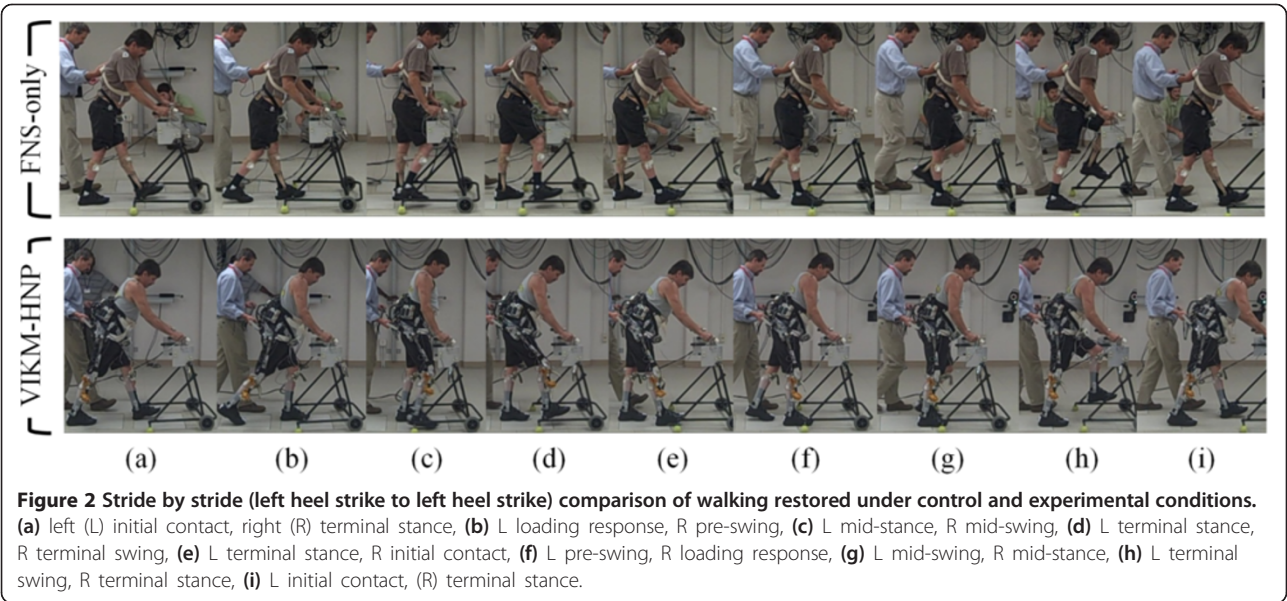 FNS-only
VIKM-HNP
(a) (b) (c) (d) (e) (f) (g) (h) (i)
Figure 2 Stride by stride (left heel strike to left heel strike) comparison of walking restored under control and experimental conditions.
(a) left (L) initial contact, right (R) terminal stance, (b) L loading response, R pre-swing, (c) L mid-stance, R mid-swing, (d) L terminal stance,
R terminal swing, (e) L terminal stance, R initial contact, (f) L pre-swing, R loading response, (g) L mid-swing, R mid-stance, (h) L terminal
swing, R terminal stance, (i) L initial contact, (R) terminal stance.